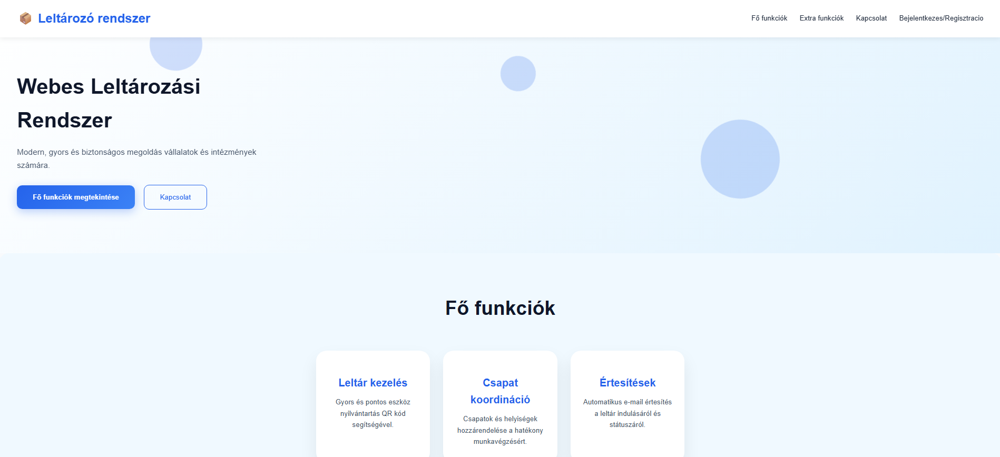 Leltározó rendszer
Fő funkciók
Extra funkciók
Kapcsolat
Bejelentkezes/Regisztracio
Webes Leltározási
Rendszer
Modern, gyors és biztonságos megoldás vállalatok és intézmények
számára.
Fő funkciók megtekintése
Kapcsolat
Fő funkciók
Leltár kezelés
Gyors és pontos eszköz
nyilvántartás QR kód
segítségével.
Csapat
koordináció
Csapatok és helyiségek
hozzárendelése a hatékony
munkavégzésért.
Értesítések
Automatikus e-mail értesítés
a leltár indulásáról és
státuszáról.